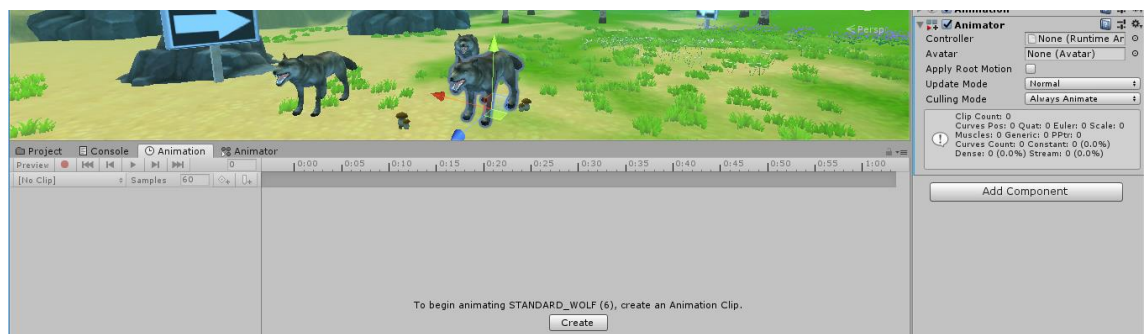 Animation
Persp
Animator
Controller
None (Runtime Ar
Avatar
None (Avatar)
Apply Root Motion
Update Mode
Normal
Culling Mode
Always Animate
Clip Count: 0
Curves Pos: 0 Quat: 0 Euler: 0 Scale: 0
Muscles: 0 Generic: 0 PPtr: 0
Curves Count: 0 Constant: 0 (0.0%)
Dense: 0 (0.0%) Stream: 0 (0.0%)
Add Component
Project Console Animation Animator
Preview 0 0:00 0:05 0:10 0:15 0:20 0:25 0:30 0:35 0:40 0:45 0:50 0:55 1:00
[No Clip] Samples 60
To begin animating STANDARD_WOLF (6), create an Animation Clip.
Create